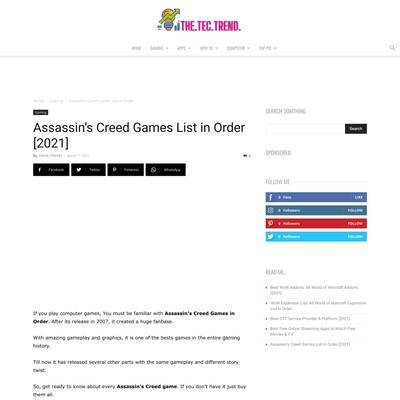 THE.TEC.TREND.
HOME GAMING APPS HOW TO COMPUTER TOP PIC
Home Gaming Assassin's Creed Games List in Order
Gaming
Assassin's Creed Games List in Order
[2021]
Facebook Twitter Pinterest WhatsApp
If you play computer games, You must be familiar with Assassin's Creed Games in
Order. After its release in 2007, it created a huge fanbase.
With amazing gameplay and graphics, it is one of the best games in the entire gaming
history.
Till now it has released several other parts with the same gameplay and different story
twist.
So, get ready to know about every Assassin's Creed game. If you don't have it just buy
them all.
SEARCH SOMTHING
Search
SPONSORED
FOLLOW ME
0 Fans LIKE
0 Followers FOLLOW
0 Followers FOLLOW
0 Followers FOLLOW
READ ME..
Best WoW Addons: All World of Warcraft Addons
[2021]
WoW Expansion List: All World of Warcraft Expansion
List in Order
Best OTT Service Provider & Platform [2021]
Best Free Online Streaming Apps to Watch Free
Movies & TV
Assassin's Creed Games List in Order [2021]